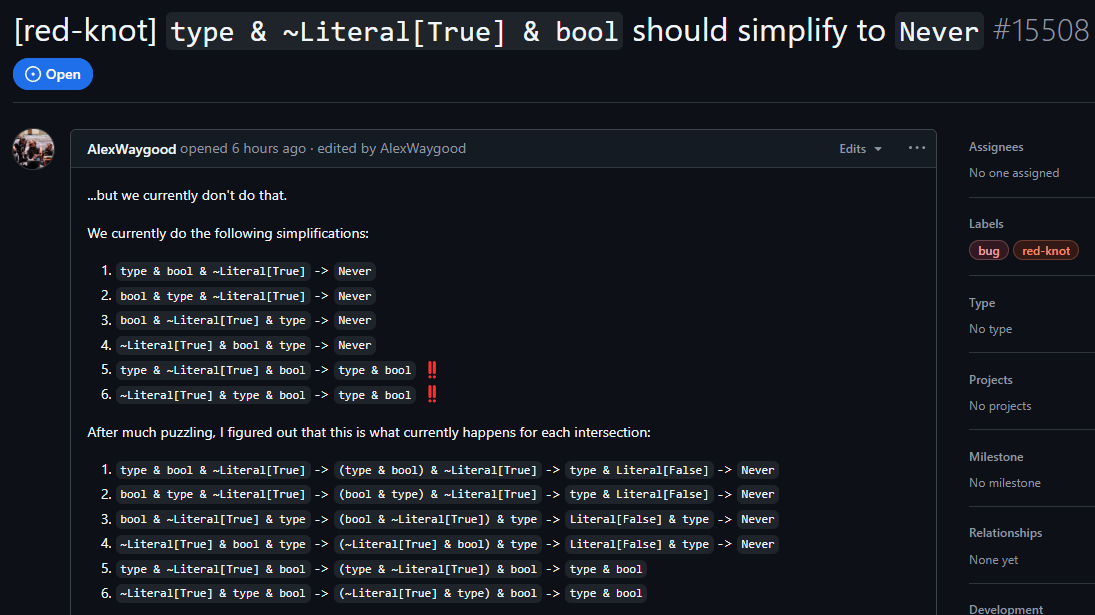 [red-knot] type & ~Literal[True] & bool should simplify to Never #15508
Open
AlexWaygood opened 6 hours ago · edited by AlexWaygood
Edits
...but we currently don't do that.
We currently do the following simplifications:
1. type & bool & ~Literal[True] -> Never
2. bool & type & ~Literal[True] -> Never
3. bool & ~Literal[True] & type -> Never
4. ~Literal[True] & bool & type -> Never
5. type & ~Literal[True] & bool -> type & bool ‼️
6. ~Literal[True] & type & bool -> type & bool ‼️
After much puzzling, I figured out that this is what currently happens for each intersection:
1. type & bool & ~Literal[True] -> (type & bool) & ~Literal[True] -> type & Literal[False] -> Never
2. bool & type & ~Literal[True] -> (bool & type) & ~Literal[True] -> type & Literal[False] -> Never
3. bool & ~Literal[True] & type -> (bool & ~Literal[True]) & type -> Literal[False] & type -> Never
4. ~Literal[True] & bool & type -> (~Literal[True] & bool) & type -> Literal[False] & type -> Never
5. type & ~Literal[True] & bool -> (type & ~Literal[True]) & bool -> type & bool
6. ~Literal[True] & type & bool -> (~Literal[True] & type) & bool -> type & bool
Assignees
No one assigned
Labels
bug red-knot
Type
No type
Projects
No projects
Milestone
No milestone
Relationships
None yet
Development